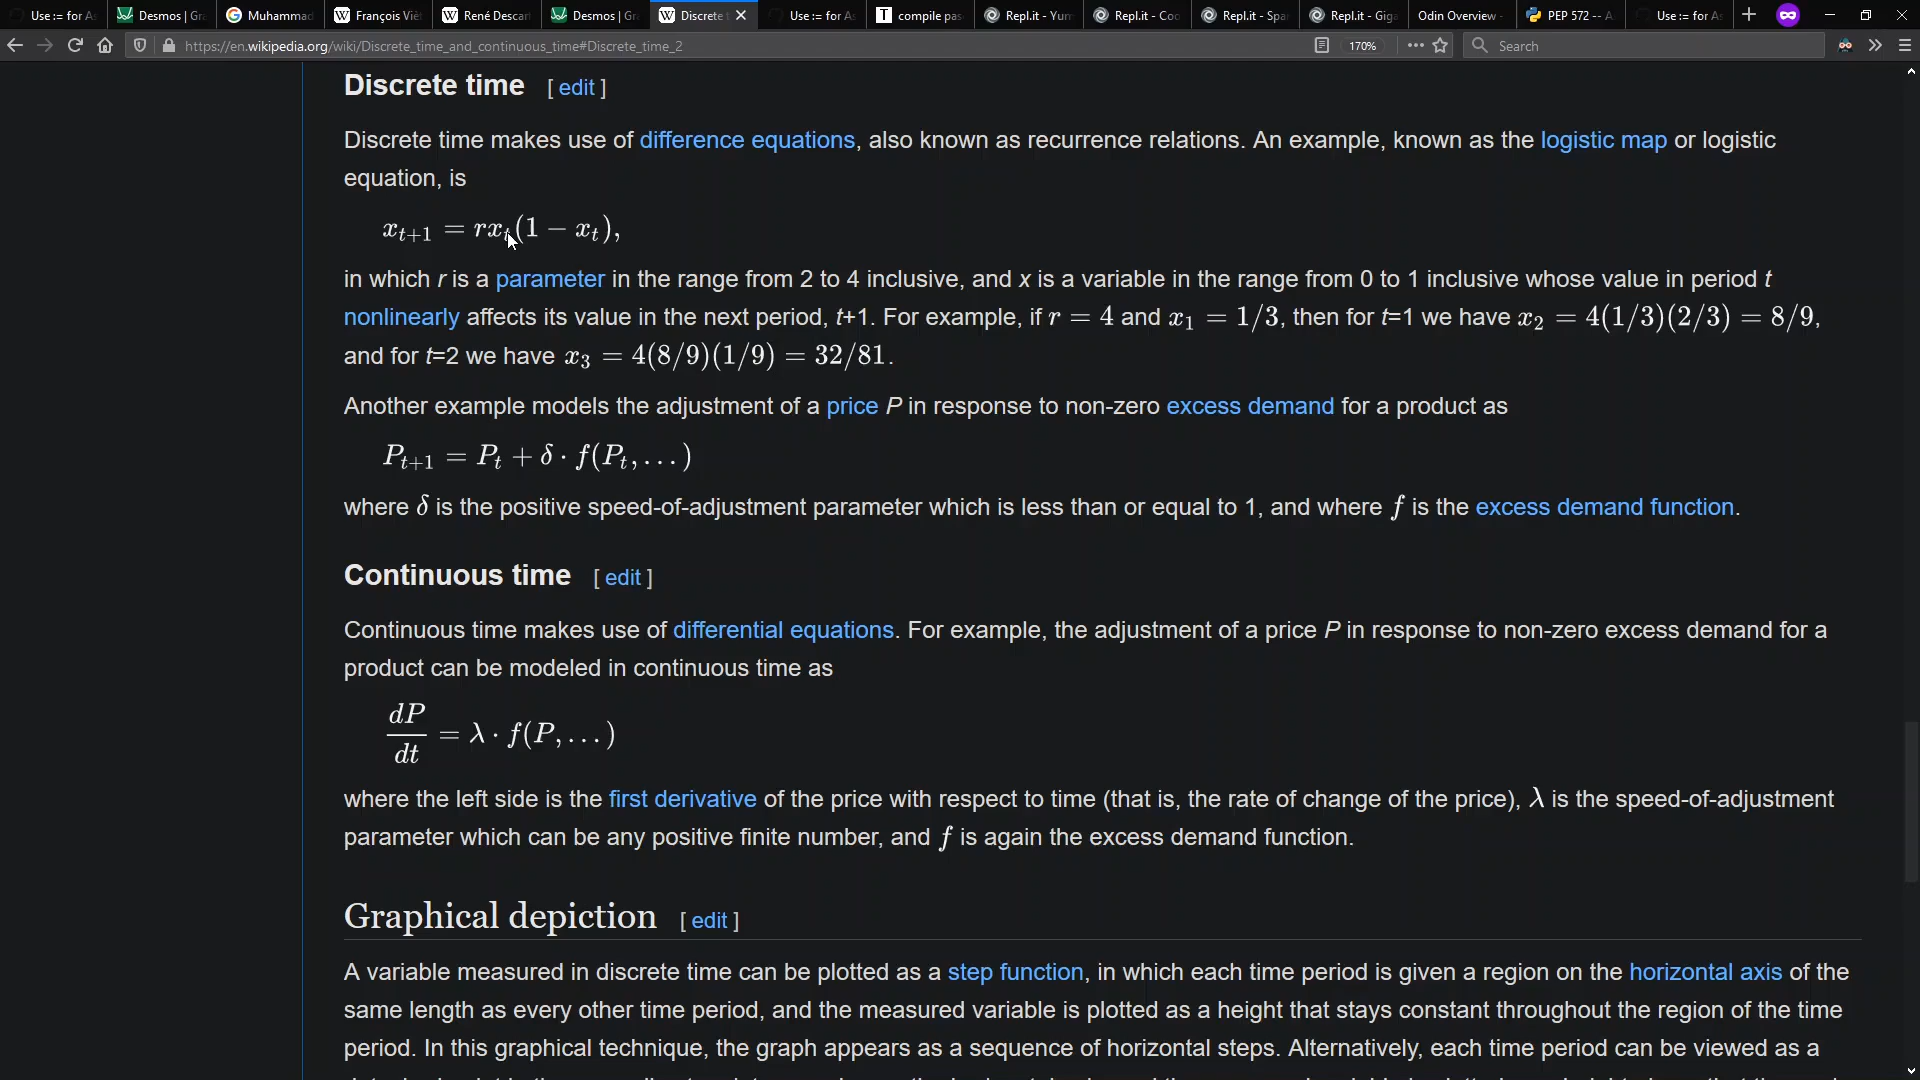 Use := for As
Desmos | Gra
Muhammad
François Viète
René Descart
Desmos | Gra
Discrete t
Use := for As
compile pas
Repl.it - Yum
Repl.it - Coo
Repl.it - Spa
Repl.it - Giga
Odin Overview
PEP 572 -- A
Use := for As
https://en.wikipedia.org/wiki/Discrete_time_and_continuous_time#Discrete_time_2
170%
Search
Discrete time [ edit ]
Discrete time makes use of difference equations, also known as recurrence relations. An example, known as the logistic map or logistic
equation, is
x_{t+1} = rx_t(1 − x_t),
in which r is a parameter in the range from 2 to 4 inclusive, and x is a variable in the range from 0 to 1 inclusive whose value in period t
nonlinearly affects its value in the next period, t+1. For example, if r = 4 and x₁ = 1/3, then for t=1 we have x₂ = 4(1/3)(2/3) = 8/9,
and for t=2 we have x₃ = 4(8/9)(1/9) = 32/81.
Another example models the adjustment of a price P in response to non-zero excess demand for a product as
P_{t+1} = P_t + δ · f(P_t, . . . )
where δ is the positive speed-of-adjustment parameter which is less than or equal to 1, and where f is the excess demand function.
Continuous time [ edit ]
Continuous time makes use of differential equations. For example, the adjustment of a price P in response to non-zero excess demand for a
product can be modeled in continuous time as
dP/dt = λ · f(P, . . . )
where the left side is the first derivative of the price with respect to time (that is, the rate of change of the price), λ is the speed-of-adjustment
parameter which can be any positive finite number, and f is again the excess demand function.
Graphical depiction [ edit ]
A variable measured in discrete time can be plotted as a step function, in which each time period is given a region on the horizontal axis of the
same length as every other time period, and the measured variable is plotted as a height that stays constant throughout the region of the time
period. In this graphical technique, the graph appears as a sequence of horizontal steps. Alternatively, each time period can be viewed as a